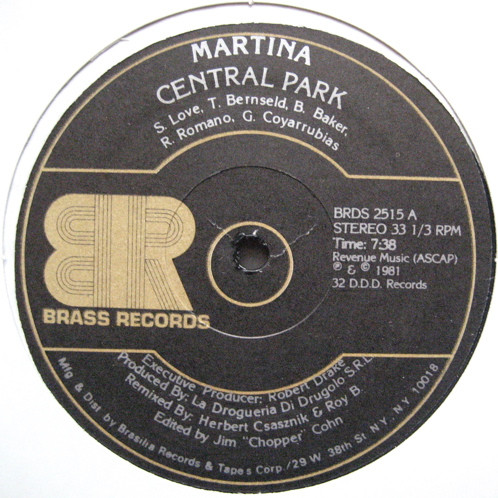 MARTINA
CENTRAL PARK
S. Love, T. Bernseld, B. Baker,
R. Romano, G. Coyarrubias
BRDS 2515 A
STEREO 33 1/3 RPM
Time: 7:38
Revenue Music (ASCAP)
℗ & © 1981
32 D.D.D. Records
BR
BRASS RECORDS
Executive Producer: Robert Drake
Produced By: La Drogueria Di Drugolo S.R.L.
Remixed By: Herbert Csasznik & Roy B.
Edited by Jim "Chopper" Cohn
Mfg & Dist by Brasilia Records & Tapes Corp./29 W 38th St NY, NY 10018